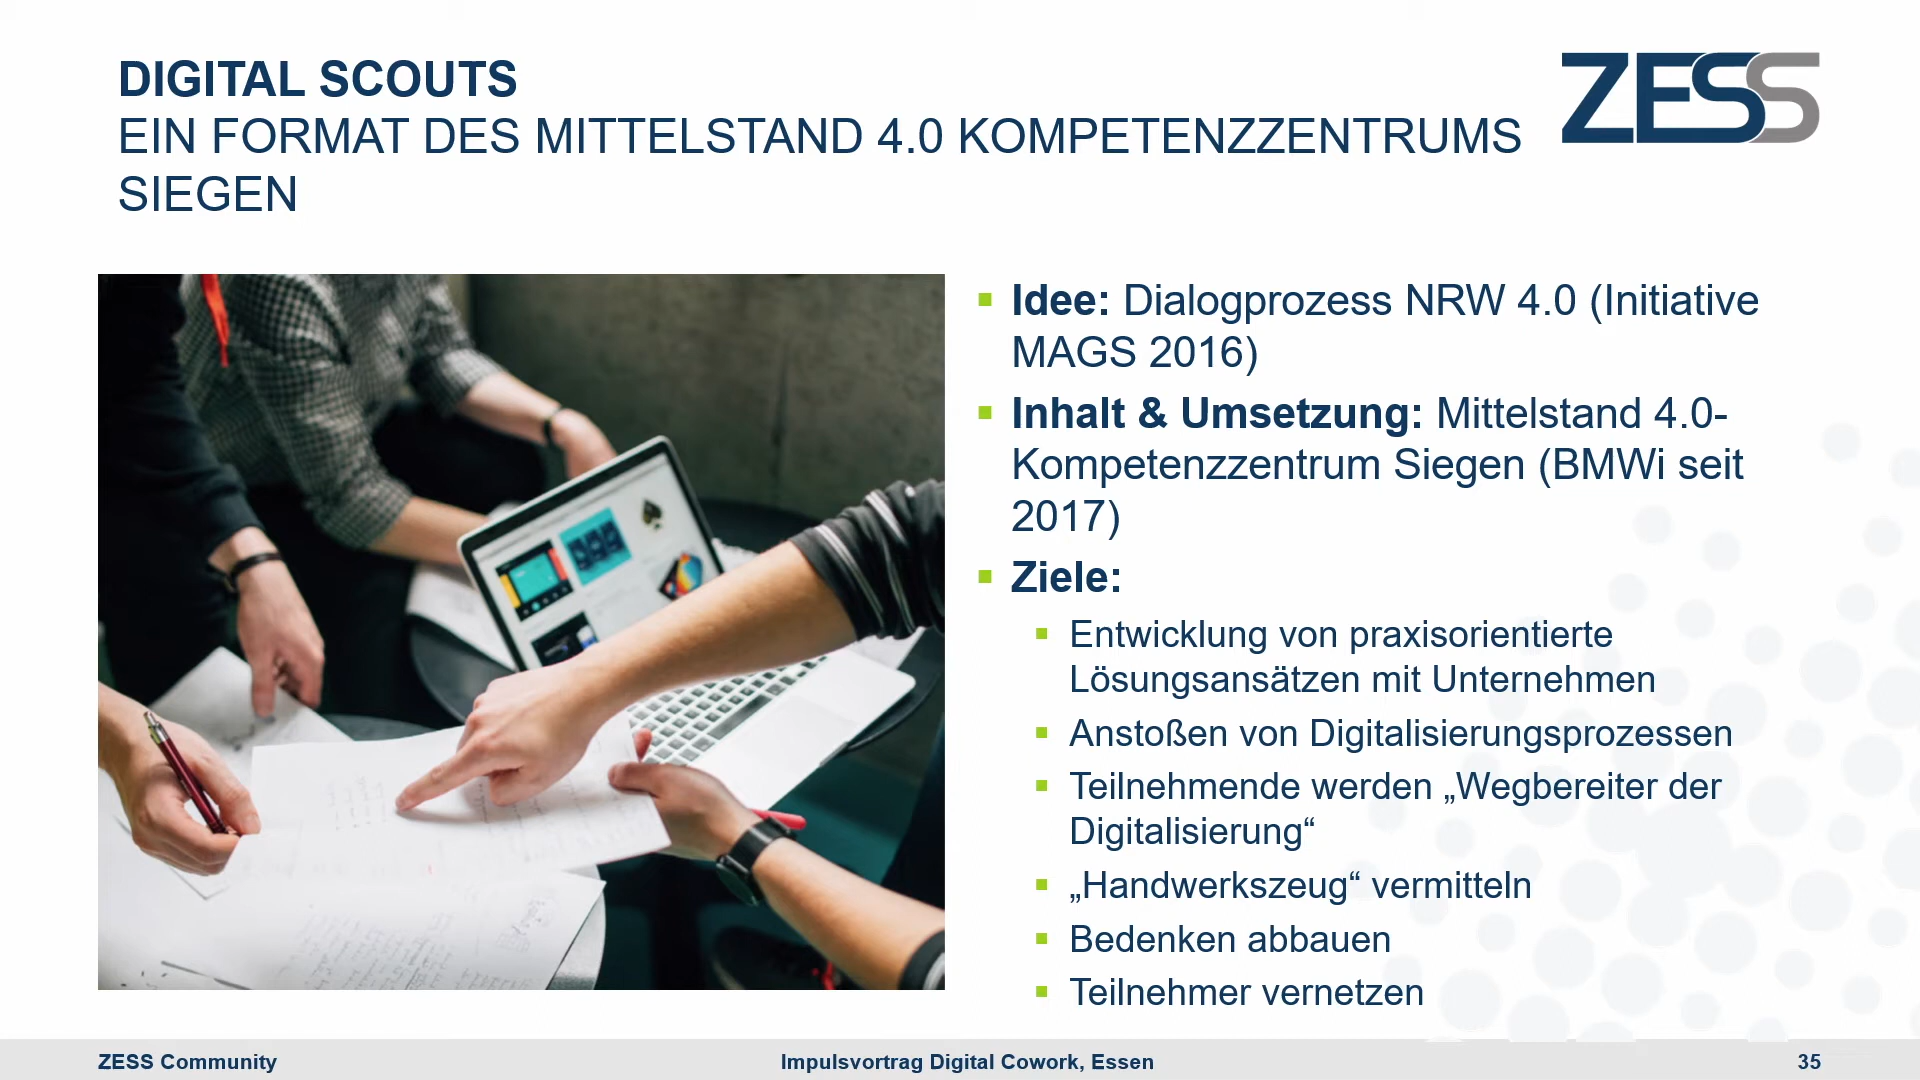 DIGITAL SCOUTS
EIN FORMAT DES MITTELSTAND 4.0 KOMPETENZZENTRUMS
SIEGEN
ZESS
Idee: Dialogprozess NRW 4.0 (Initiative
MAGS 2016)
Inhalt & Umsetzung: Mittelstand 4.0-
Kompetenzzentrum Siegen (BMWi seit
2017)
Ziele:
Entwicklung von praxisorientierte
Lösungsansätzen mit Unternehmen
Anstoßen von Digitalisierungsprozessen
Teilnehmende werden „Wegbereiter der
Digitalisierung“
„Handwerkszeug“ vermitteln
Bedenken abbauen
Teilnehmer vernetzen
ZESS Community
Impulsvortrag Digital Cowork, Essen
35